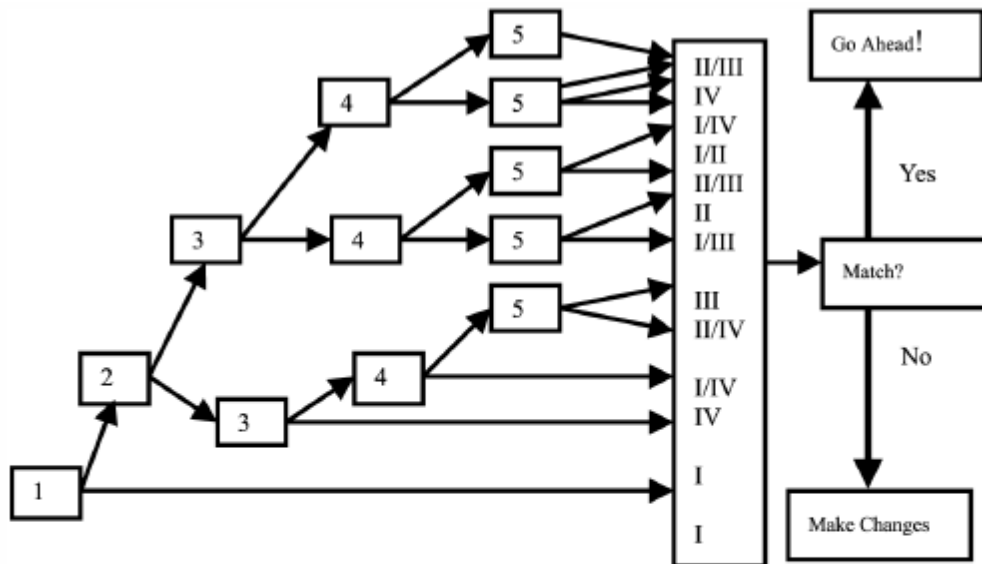 5
5
4
5
3
4
5
5
2
4
3
1
II/III
IV
I/IV
I/II
II/III
II
I/III
III
II/IV
I/IV
IV
I
I
Go Ahead!
Yes
Match?
No
Make Changes